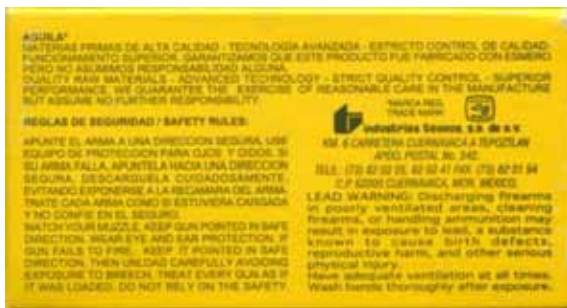 AGUILA*
MATERIAS PRIMAS DE ALTA CALIDAD - TECNOLOGÍA AVANZADA - ESTRICTO CONTROL DE CALIDAD.
FUNCIONAMIENTO SUPERIOR. GARANTIZAMOS QUE ESTE PRODUCTO FUE FABRICADO CON ESMERO
PERO NO ASUMIMOS RESPONSABILIDAD ALGUNA.
QUALITY RAW MATERIALS - ADVANCED TECHNOLOGY - STRICT QUALITY CONTROL - SUPERIOR
PERFORMANCE, WE GUARANTEE THE EXERCISE OF REASONABLE CARE IN THE MANUFACTURE
BUT ASSUME NO FURTHER RESPONSIBILITY.
REGLAS DE SEGURIDAD / SAFETY RULES:
APUNTE EL ARMA A UNA DIRECCION SEGURA, USE
EQUIPO DE PROTECCION PARA OJOS Y OIDOS. SI
SU ARMA FALLA, APUNTELA HACIA UNA DIRECCION
SEGURA, DESCARGUELA CUIDADOSAMENTE,
EVITANDO EXPONERSE A LA RECAMARA DEL ARMA.
TRATE CADA ARMA COMO SI ESTUVIERA CARGADA
Y NO CONFIE EN EL SEGURO.
WATCH YOUR MUZZLE, KEEP GUN POINTED IN SAFE
DIRECTION, WEAR EYE AND EAR PROTECTION. IF
GUN FAILS TO FIRE, KEEP IT POINTED IN SAFE
DIRECTION, THEN UNLOAD CAREFULLY AVOIDING
EXPOSURE TO BREECH. TREAT EVERY GUN AS IF
IT WAS LOADED. DO NOT RELY ON THE SAFETY.
*MARCA REG.
TRADE MARK
Industrias Tecnos, s.a. de c.v.
KM. 6 CARRETERA CUERNAVACA A TEPOZTLAN
APDO. POSTAL No.
CUERNAVACA, MOR. MEXICO.
LEAD WARNING: Discharging firearms
in poorly ventilated areas, cleaning
firearms, or handling ammunition may
result in exposure to lead, a substance
known to cause birth defects,
reproductive harm, and other serious
physical injury.
Have adequate ventilation at all times.
Wash hands thoroughly after exposure.